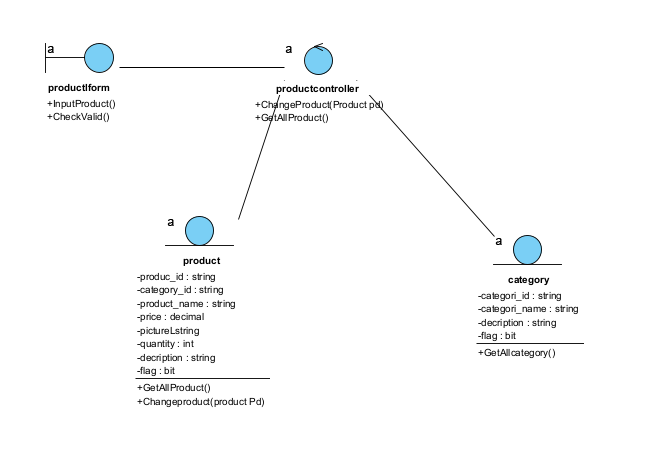 a
productIform
+InputProduct()
+CheckValid()
a
productcontroller
+ChangeProduct(Product pd)
+GetAllProduct()
a
product
-produc_id : string
-category_id : string
-product_name : string
-price : decimal
-pictureLstring
-quantity : int
-decription : string
-flag : bit
+GetAllProduct()
+Changeproduct(product Pd)
a
category
-categori_id : string
-categori_name : string
-decription : string
-flag : bit
+GetAllcategory()